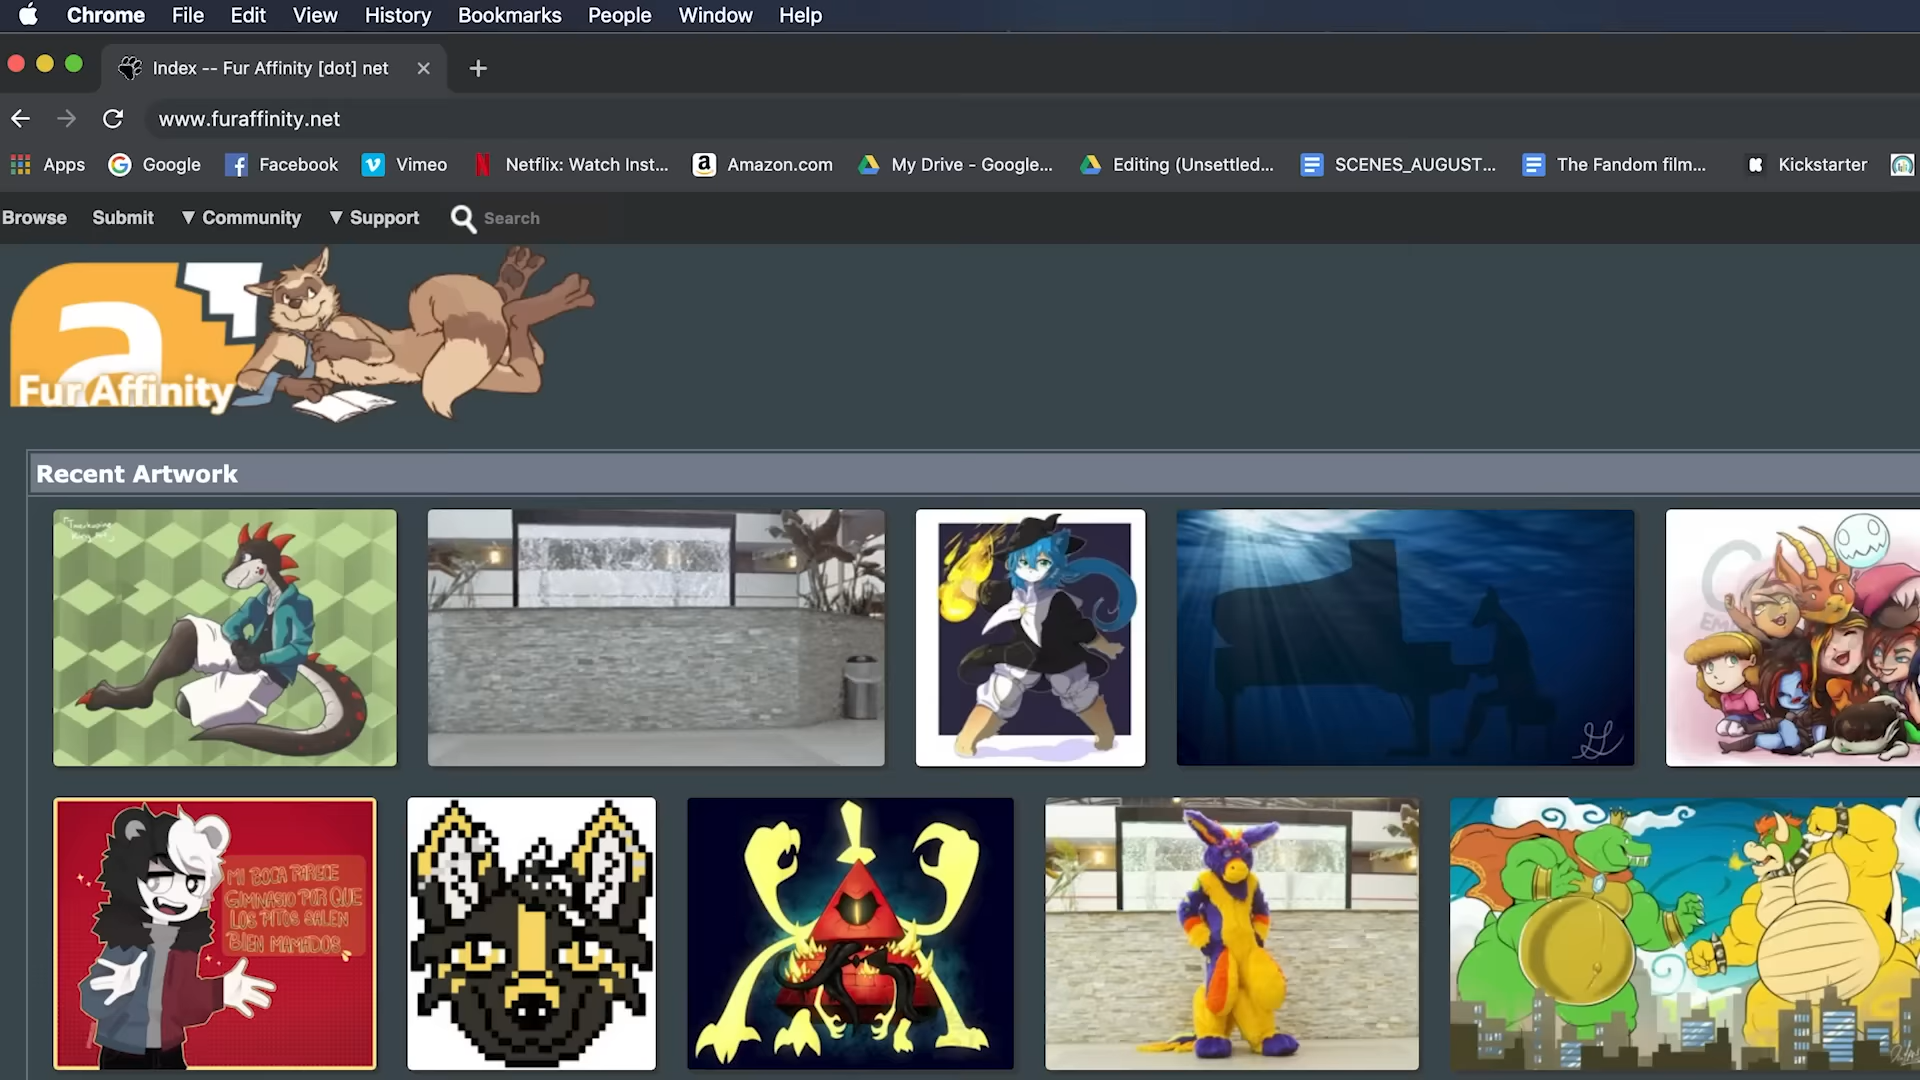 Chrome File Edit View History Bookmarks People Window Help
Index -- Fur Affinity [dot] net
www.furaffinity.net
Apps Google Facebook Vimeo Netflix: Watch Inst... Amazon.com My Drive - Google... Editing (Unsettled... SCENES_AUGUST... The Fandom film... Kickstarter
Browse Submit ▼ Community ▼ Support Search
a
Fur Affinity
Recent Artwork
MI BOCA PARECE
GIMNASIO POR QUE
LOS PITOS SALEN
BIEN MAMADOS